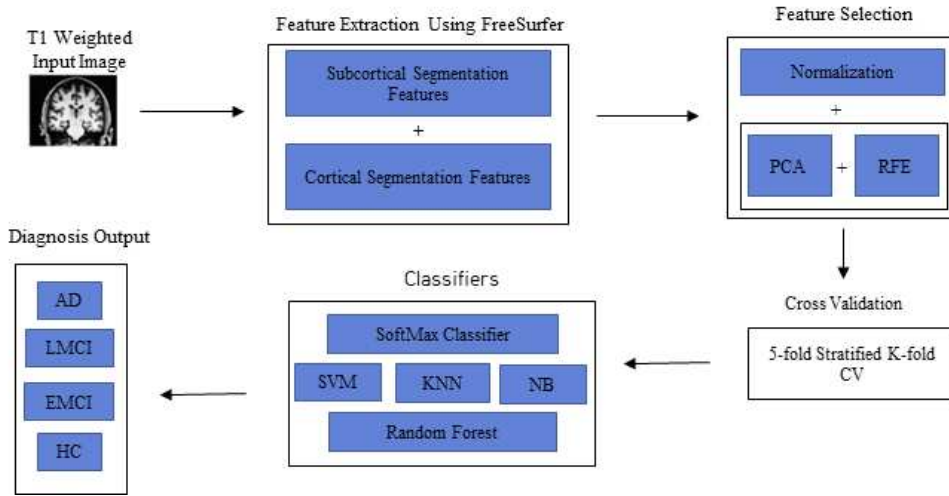 T1 Weighted
Input Image
Feature Extraction Using FreeSurfer
Subcortical Segmentation
Features
+
Cortical Segmentation Features
Feature Selection
Normalization
+
PCA + RFE
Cross Validation
5-fold Stratified K-fold
CV
Classifiers
SoftMax Classifier
SVM KNN NB
Random Forest
Diagnosis Output
AD
LMCI
EMCI
HC